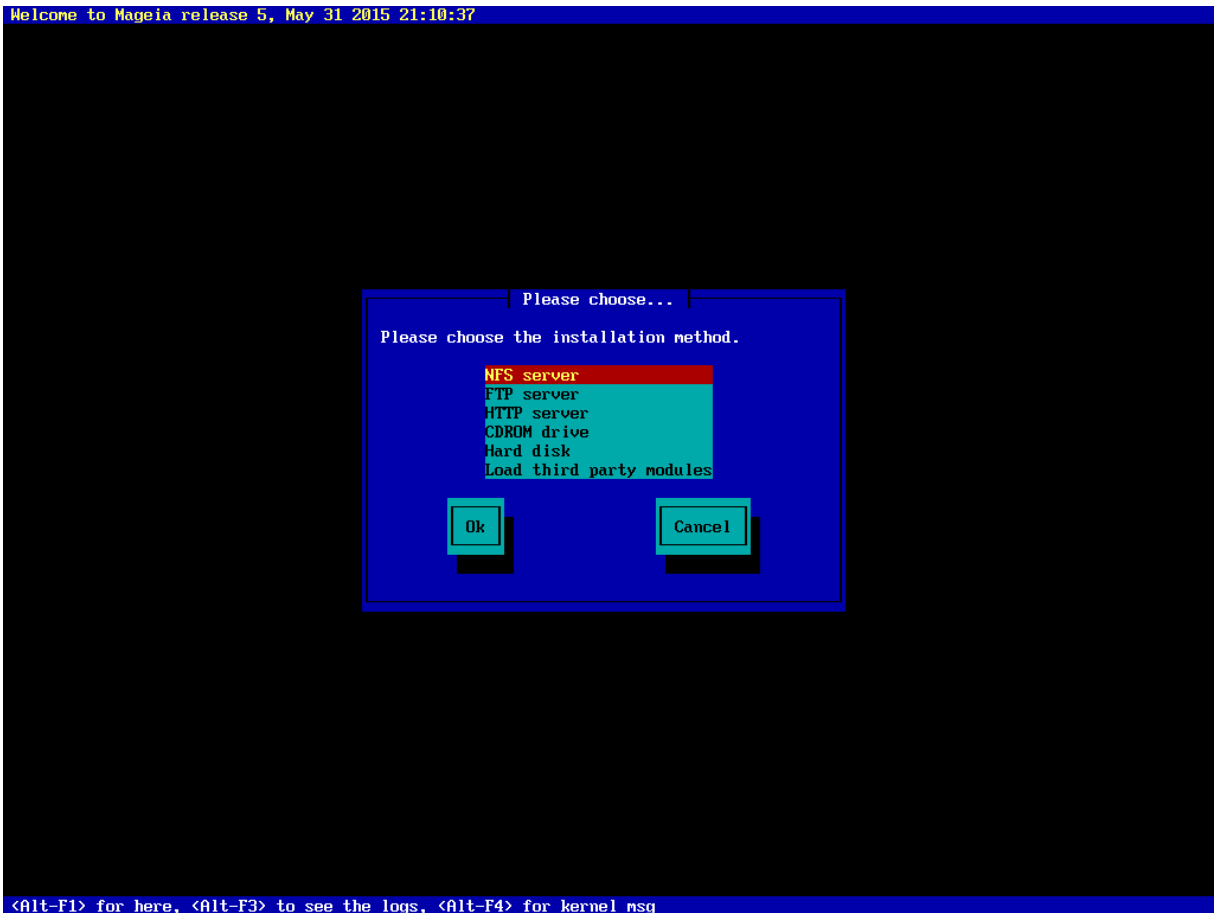 Welcome to Mageia release 5, May 31 2015 21:10:37
Please choose...
Please choose the installation method.
NFS server
FTP server
HTTP server
CDROM drive
Hard disk
Load third party modules
Ok
Cancel
<Alt-F1> for here, <Alt-F3> to see the logs, <Alt-F4> for kernel msg